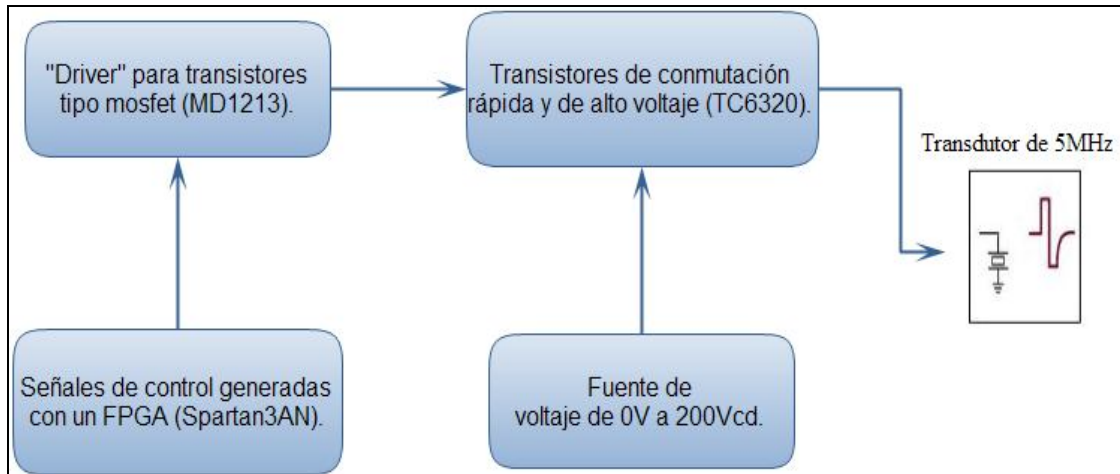 "Driver" para transistores
tipo mosfet (MD1213).
Transistores de conmutación
rápida y de alto voltaje (TC6320).
Transdutor de 5MHz
Señales de control generadas
con un FPGA (Spartan3AN).
Fuente de
voltaje de 0V a 200Vcd.